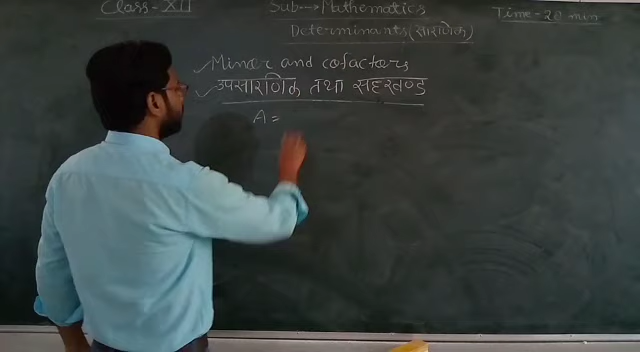 Class - XII
Sub→ Mathematics
Time - 20 min
Determinants (सारणिक)
Minor and cofactors
उपसारणिक तथा सहखण्ड
A =